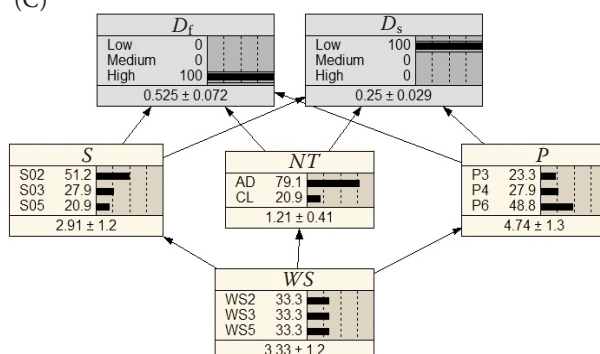 (C)
D_f
Low 0
Medium 0
High 100
0.525 ± 0.072
D_s
Low 100
Medium 0
High 0
0.25 ± 0.029
S
S02 51.2
S03 27.9
S05 20.9
2.91 ± 1.2
NT
AD 79.1
CL 20.9
1.21 ± 0.41
P
P3 23.3
P4 27.9
P6 48.8
4.74 ± 1.3
WS
WS2 33.3
WS3 33.3
WS5 33.3
3.33 ± 1.2